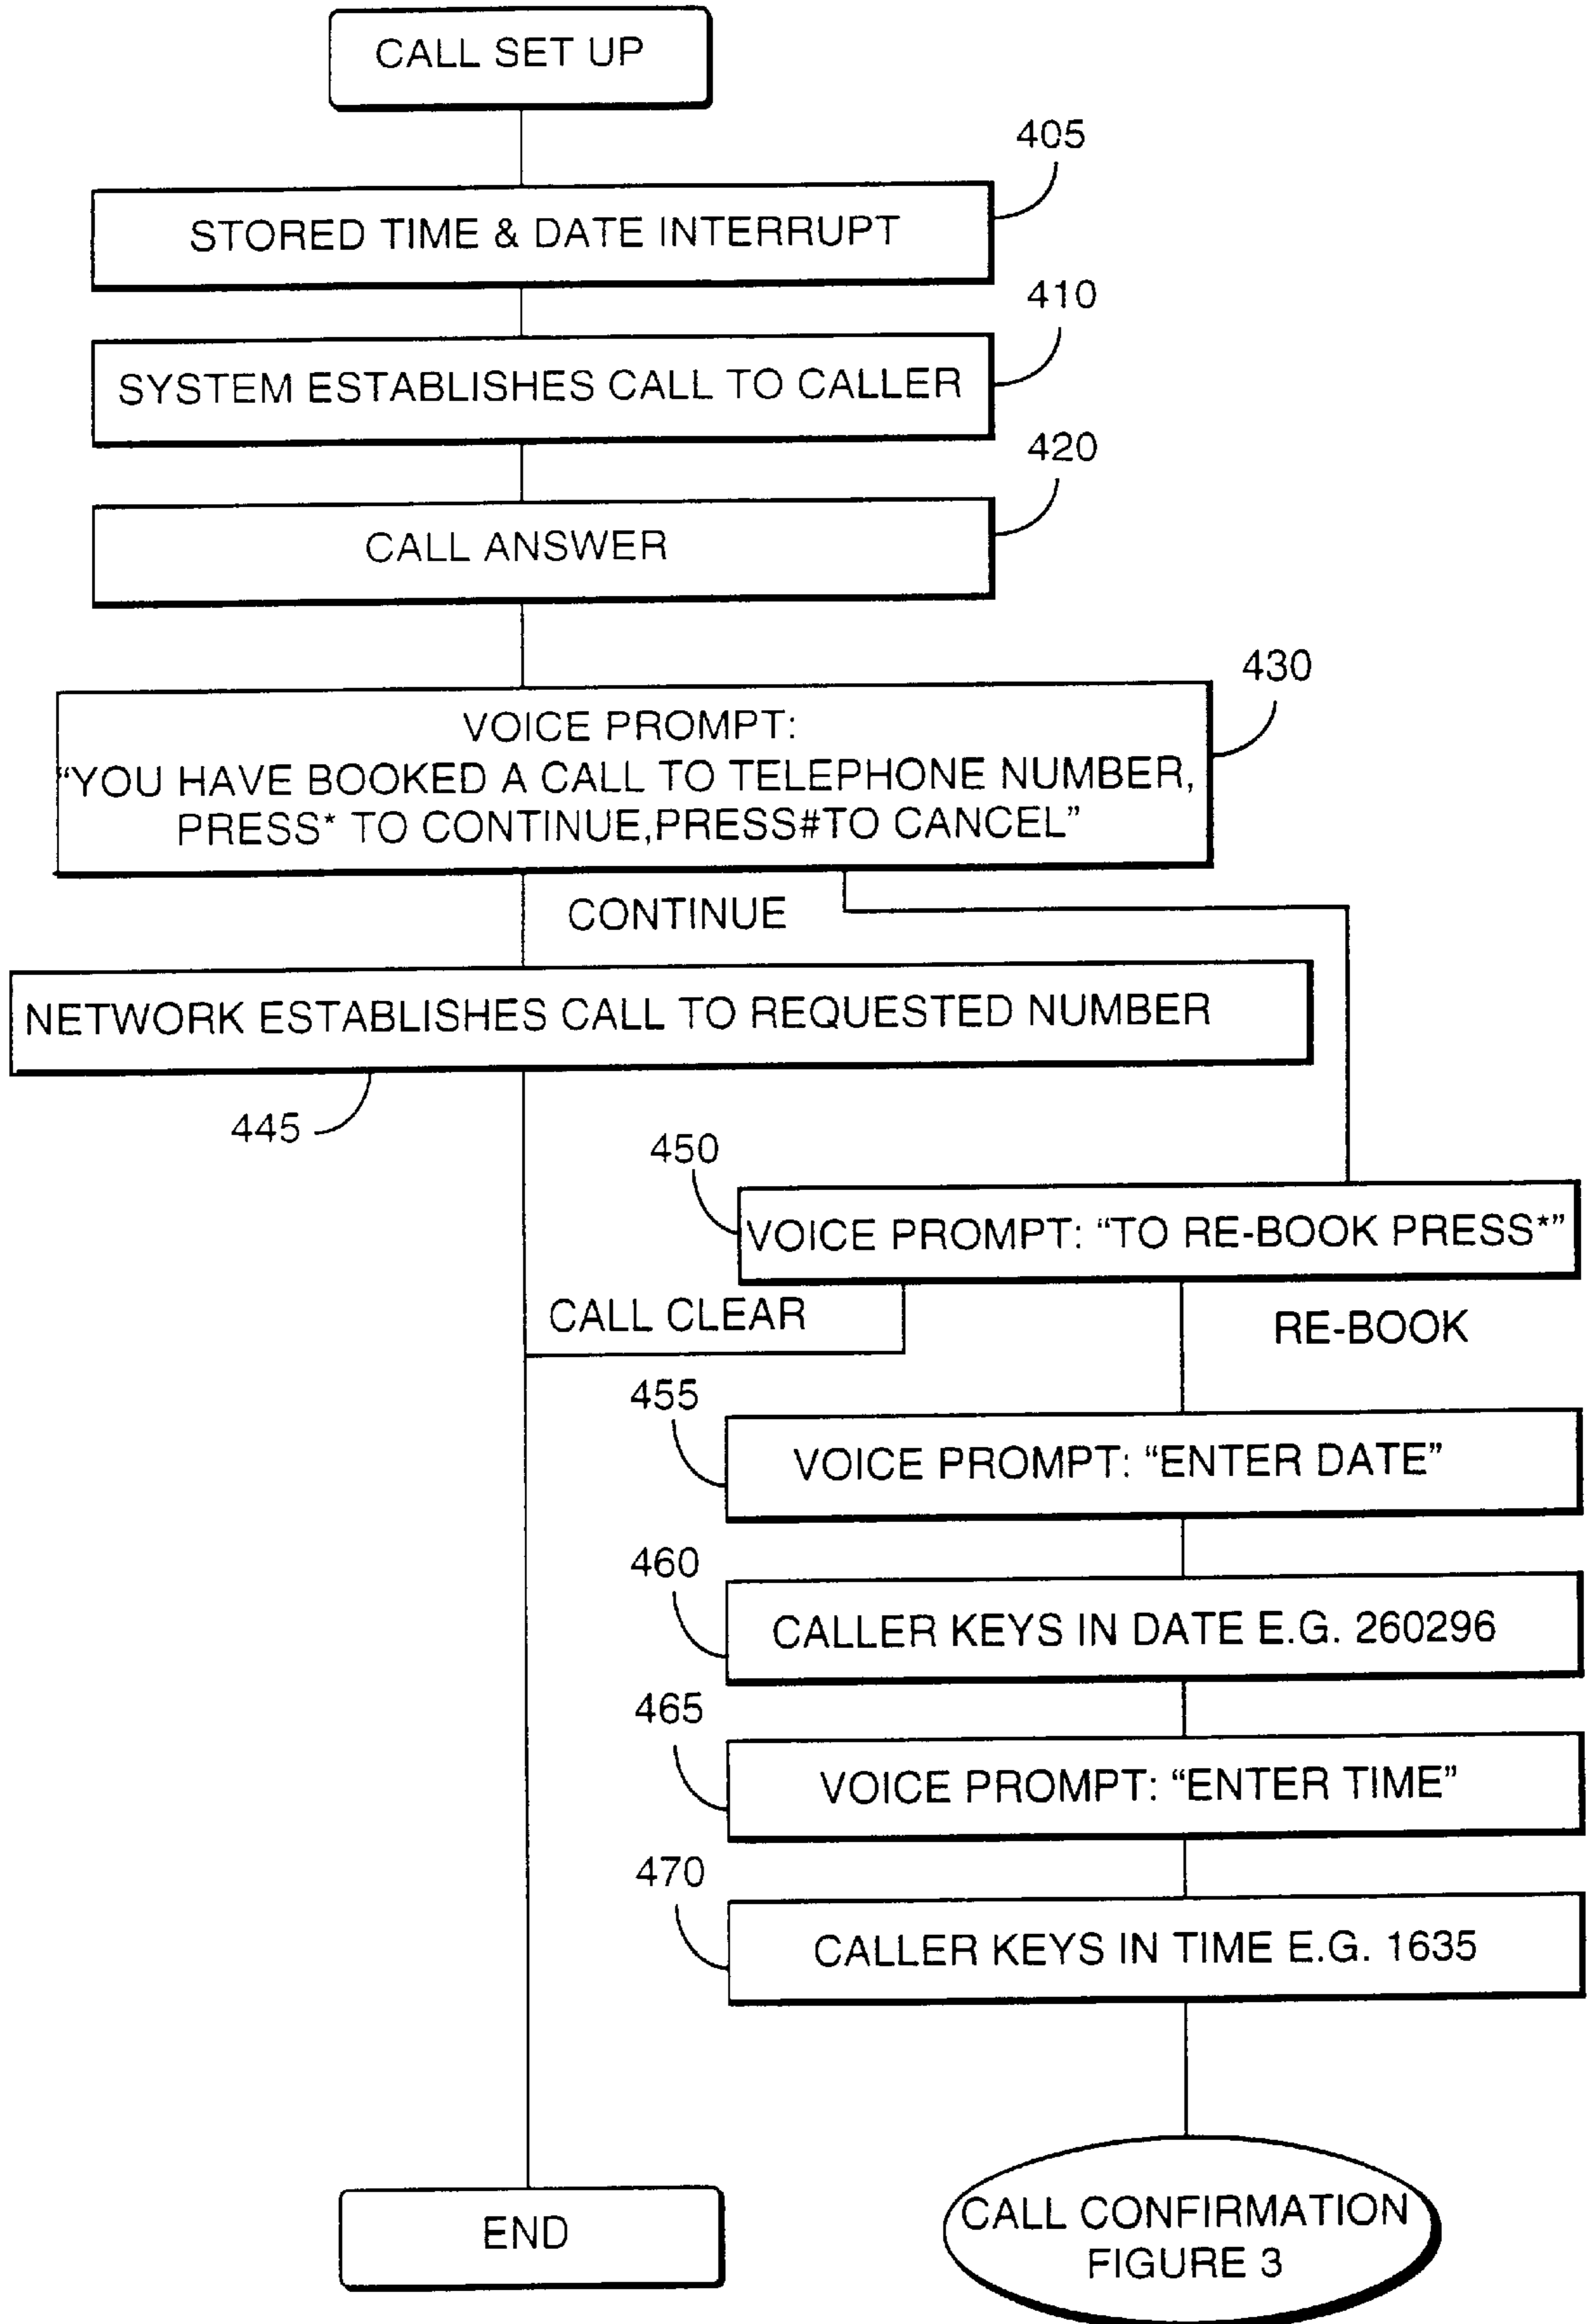 CALL SET UP
405
STORED TIME & DATE INTERRUPT
410
SYSTEM ESTABLISHES CALL TO CALLER
420
CALL ANSWER
430
VOICE PROMPT:
“YOU HAVE BOOKED A CALL TO TELEPHONE NUMBER,
PRESS* TO CONTINUE,PRESS#TO CANCEL”
CONTINUE
NETWORK ESTABLISHES CALL TO REQUESTED NUMBER
445
450
VOICE PROMPT: “TO RE-BOOK PRESS*”
CALL CLEAR
RE-BOOK
455
VOICE PROMPT: “ENTER DATE”
460
CALLER KEYS IN DATE E.G. 260296
465
VOICE PROMPT: “ENTER TIME”
470
CALLER KEYS IN TIME E.G. 1635
END
CALL CONFIRMATION
FIGURE 3